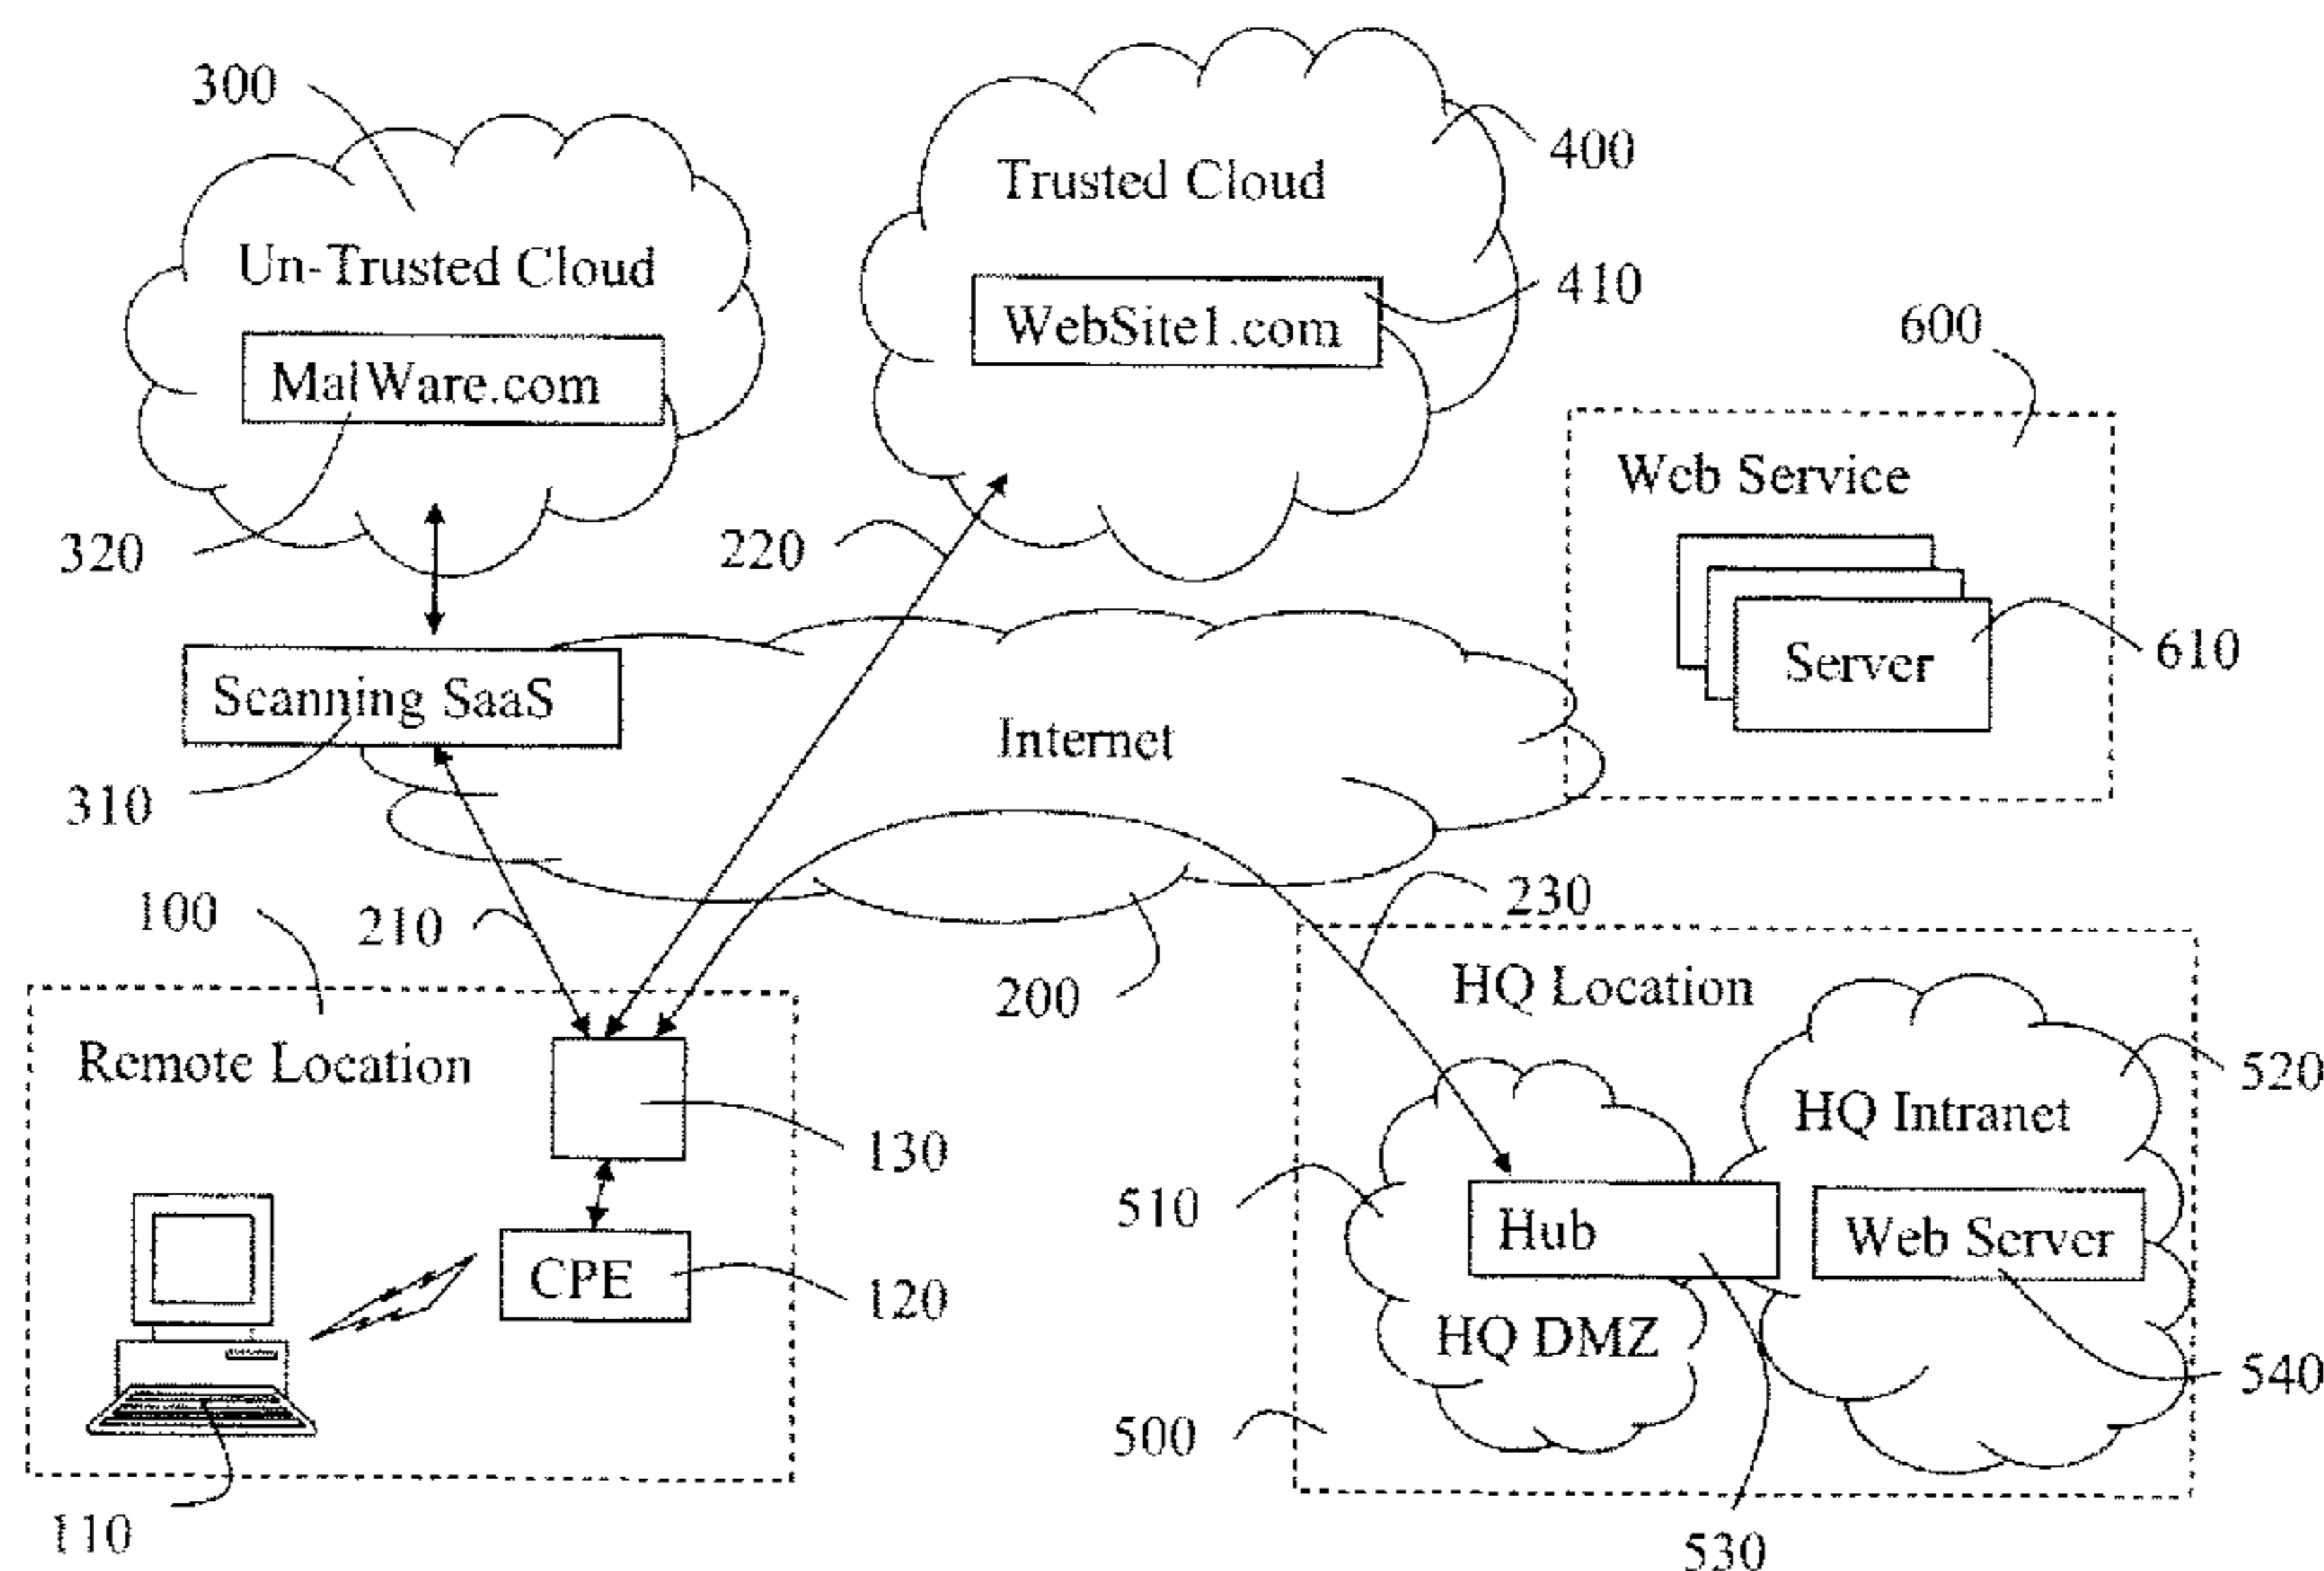 300
400
Trusted Cloud
Un-Trusted Cloud
410
WebSite1.com
600
MalWare.com
Web Service
320
220
Server
610
Scanning SaaS
Internet
310
100
210
230
200
HQ Location
Remote Location
520
HQ Intranet
130
510
Hub
Web Server
CPE
120
HQ DMZ
540
500
110
530